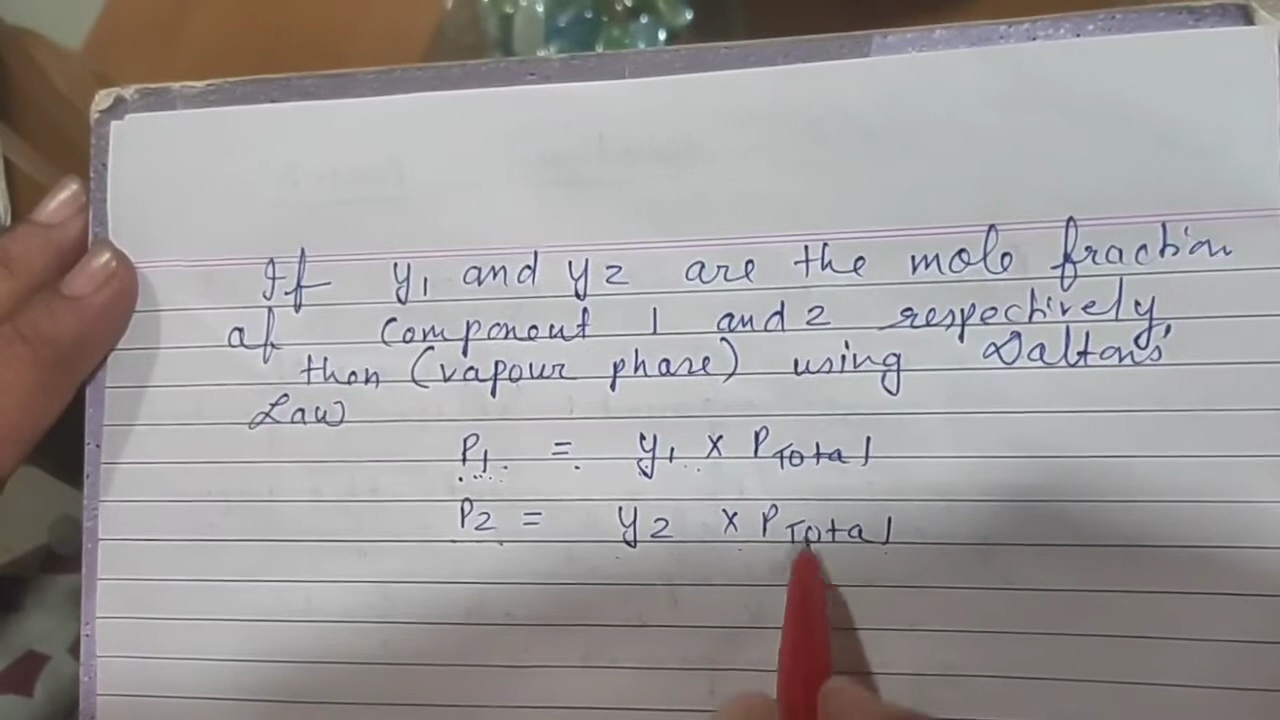 If y1 and y2 are the mole fraction
of component 1 and 2 respectively,
then (vapour phase) using Dalton's
Law
P1 = y1 x PTotal
P2 = y2 x PTotal